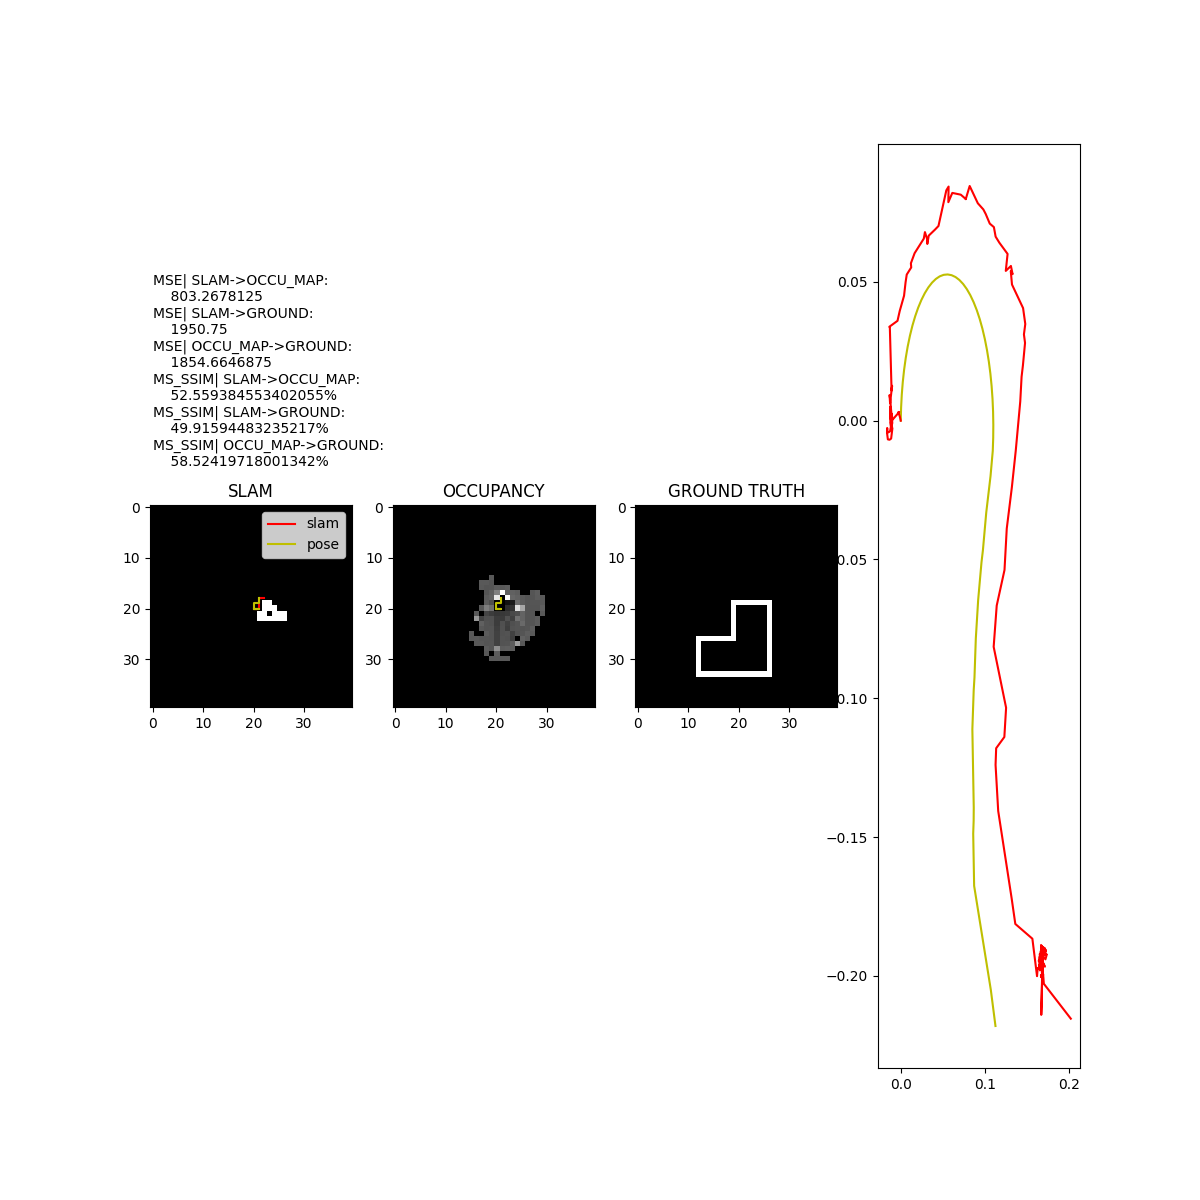 MSE| SLAM->OCCU_MAP:
803.2678125
MSE| SLAM->GROUND:
1950.75
MSE| OCCU_MAP->GROUND:
1854.6646875
MS_SSIM| SLAM->OCCU_MAP:
52.559384553402055%
MS_SSIM| SLAM->GROUND:
49.91594483235217%
MS_SSIM| OCCU_MAP->GROUND:
58.52419718001342%
SLAM
slam
pose
0
10
20
30
0 10 20 30
OCCUPANCY
0
10
20
30
0 10 20 30
GROUND TRUTH
0
10
20
30
0 10 20 30
0.05
0.00
0.05
0.10
−0.15
−0.20
0.0 0.1 0.2